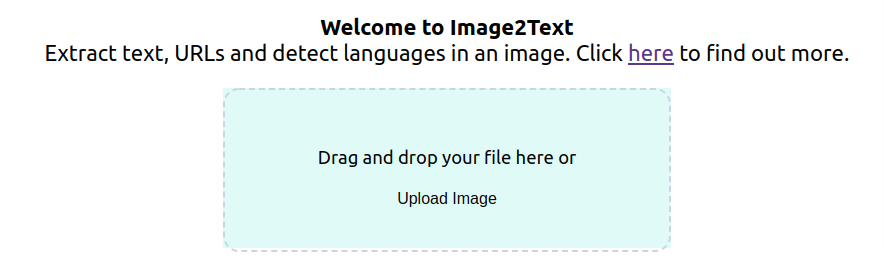 Welcome to Image2Text
Extract text, URLs and detect languages in an image. Click here to find out more.
Drag and drop your file here or
Upload Image